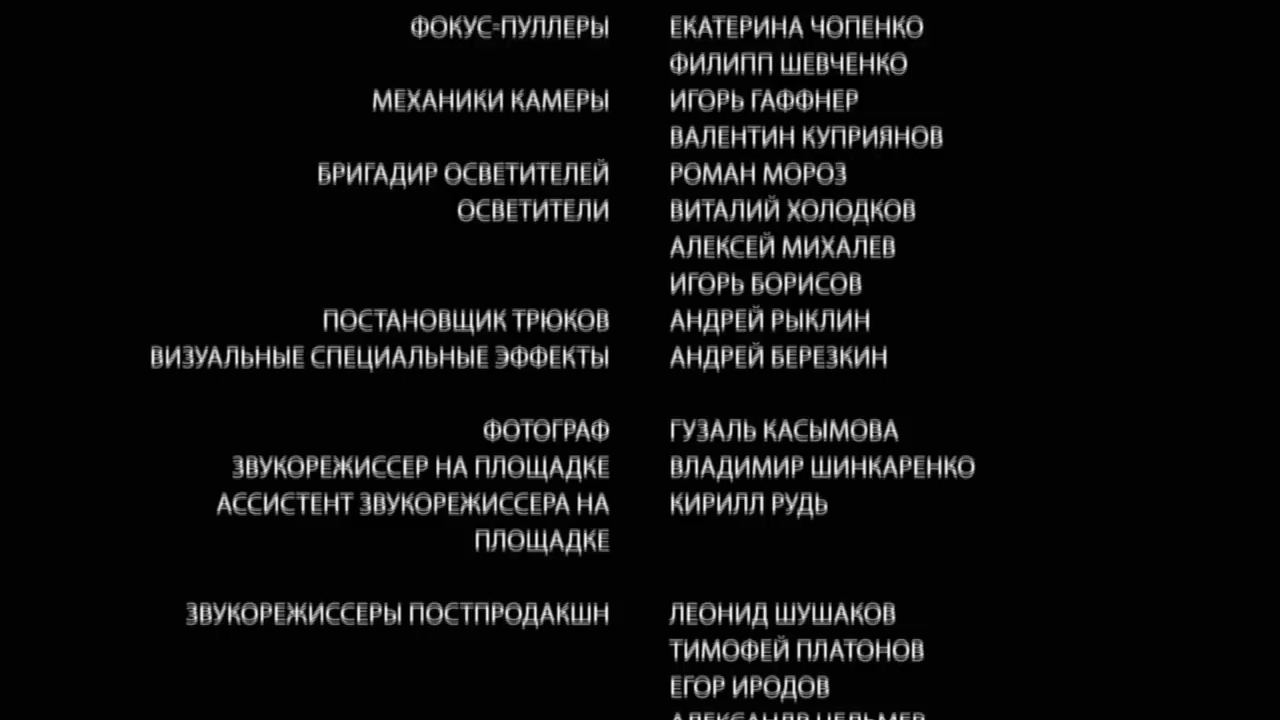 ФОКУС-ПУЛЛЕРЫ ЕКАТЕРИНА ЧОПЕНКО
ФИЛИПП ШЕВЧЕНКО
МЕХАНИКИ КАМЕРЫ ИГОРЬ ГАФФНЕР
ВАЛЕНТИН КУПРИЯНОВ
БРИГАДИР ОСВЕТИТЕЛЕЙ РОМАН МОРОЗ
ОСВЕТИТЕЛИ ВИТАЛИЙ ХОЛОДКОВ
АЛЕКСЕЙ МИХАЛЕВ
ИГОРЬ БОРИСОВ
ПОСТАНОВЩИК ТРЮКОВ АНДРЕЙ РЫКЛИН
ВИЗУАЛЬНЫЕ СПЕЦИАЛЬНЫЕ ЭФФЕКТЫ АНДРЕЙ БЕРЕЗКИН
ФОТОГРАФ ГУЗАЛЬ КАСЫМОВА
ЗВУКОРЕЖИССЕР НА ПЛОЩАДКЕ ВЛАДИМИР ШИНКАРЕНКО
АССИСТЕНТ ЗВУКОРЕЖИССЕРА НА КИРИЛЛ РУДЬ
ПЛОЩАДКЕ
ЗВУКОРЕЖИССЕРЫ ПОСТПРОДАКШН ЛЕОНИД ШУШАКОВ
ТИМОФЕЙ ПЛАТОНОВ
ЕГОР ИРОДОВ
АЛЕКСАНДР